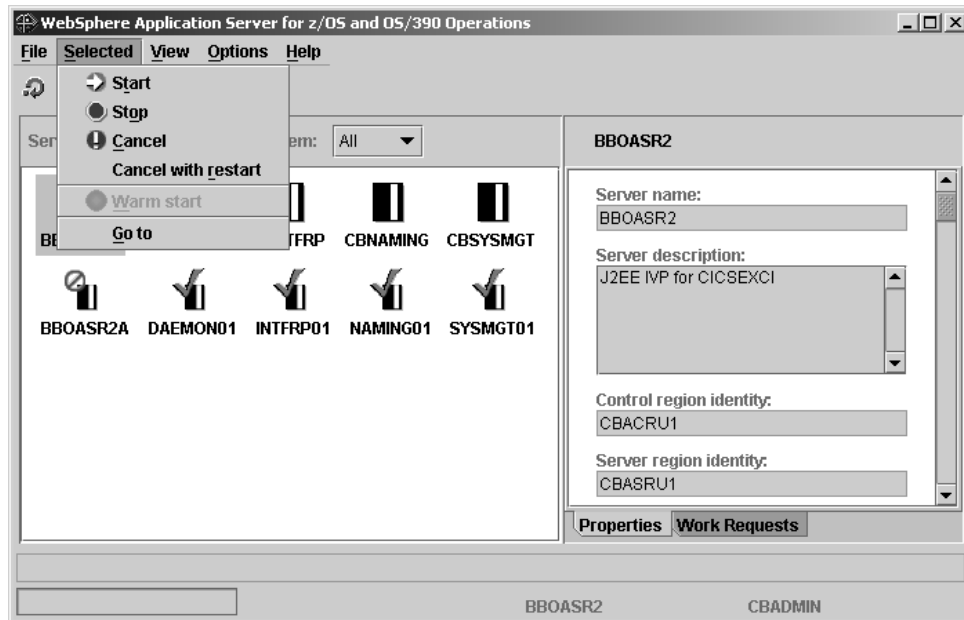 WebSphere Application Server for z/OS and OS/390 Operations
File Selected View Options Help
Start
Stop
Cancel
Cancel with restart
Warm start
Go to
All
CBNAMING CBSYSMGT
BBOASR2A DAEMON01 INTFRP01 NAMING01 SYSMGT01
BBOASR2
Server name:
BBOASR2
Server description:
J2EE IVP for CICSEXCI
Control region identity:
CBACRU1
Server region identity:
CBASRU1
Properties Work Requests
BBOASR2 CBADMIN